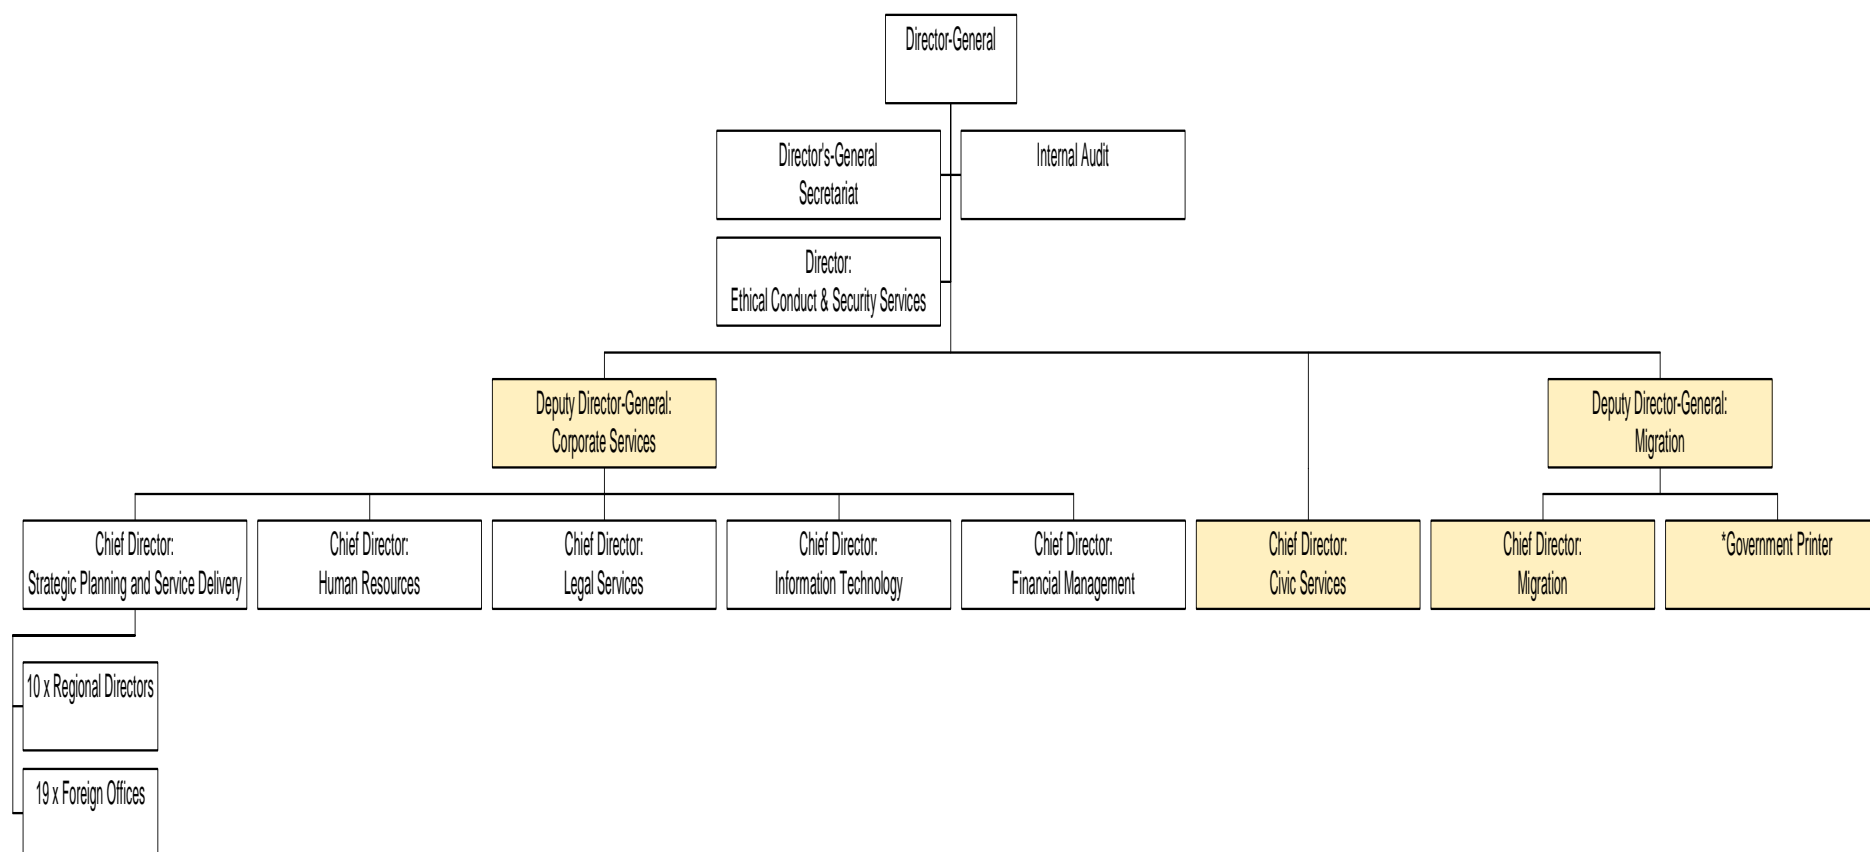 Director-General
Director's-General
Secretariat
Internal Audit
Director:
Ethical Conduct & Security Services
Deputy Director-General:
Corporate Services
Deputy Director-General:
Migration
Chief Director:
Strategic Planning and Service Delivery
Chief Director:
Human Resources
Chief Director:
Legal Services
Chief Director:
Information Technology
Chief Director:
Financial Management
Chief Director:
Civic Services
Chief Director:
Migration
*Government Printer
10 x Regional Directors
19 x Foreign Offices